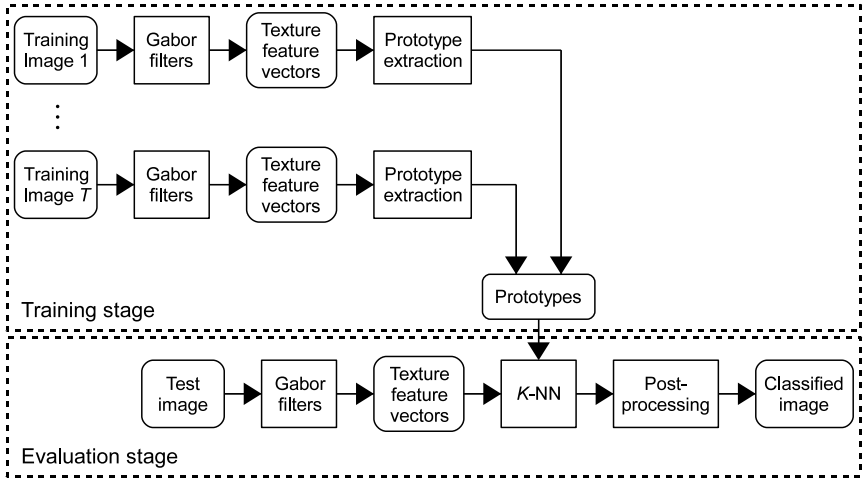 Training
Image 1
Gabor
filters
Texture
feature
vectors
Prototype
extraction
Training
Image T
Gabor
filters
Texture
feature
vectors
Prototype
extraction
Prototypes
Training stage
Test
image
Gabor
filters
Texture
feature
vectors
K-NN
Post-
processing
Classified
image
Evaluation stage